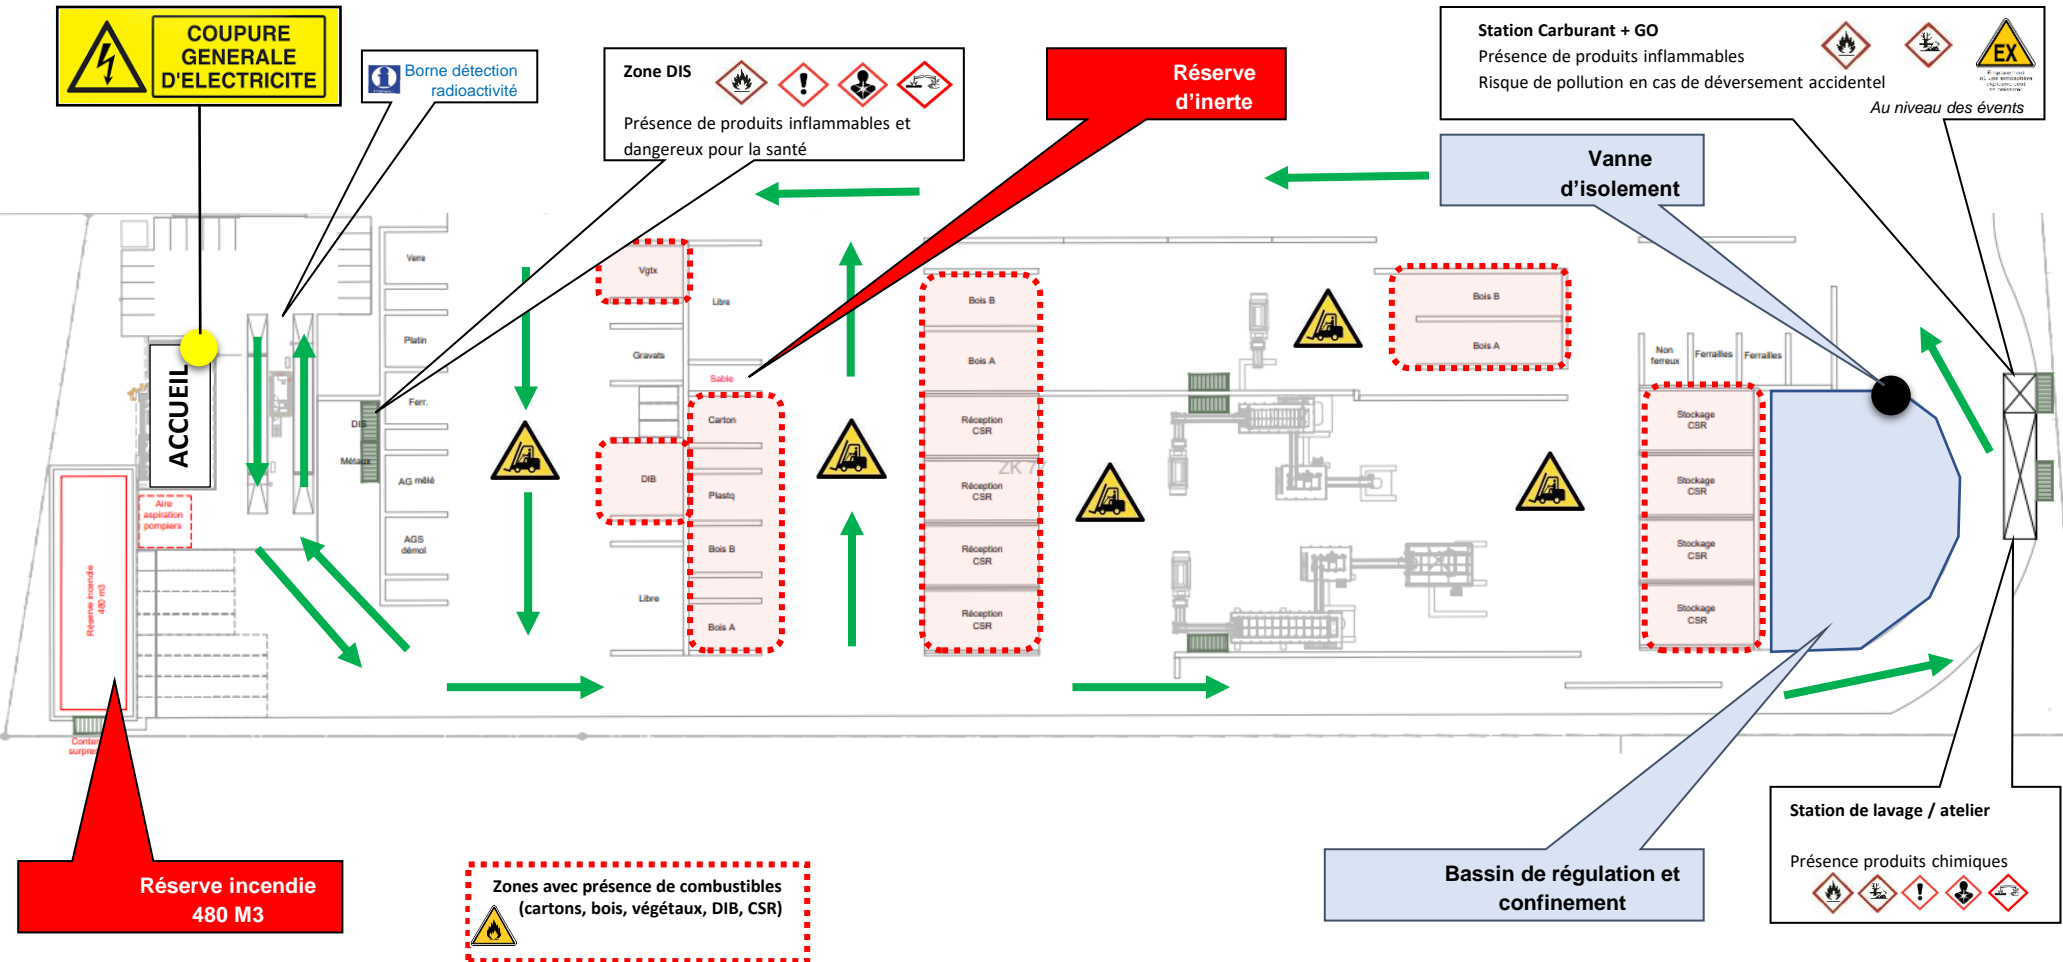 COUPURE
GENERALE
D'ELECTRICITE
Borne détection
radioactivité
Zone DIS
Présence de produits inflammables et
dangereux pour la santé
Réserve
d'inerte
Station Carburant + GO
Présence de produits inflammables
Risque de pollution en cas de déversement accidentel
EX
Au niveau des évents
Vanne
d'isolement
ACCUEIL
Verre
Platin
Ferr.
DIS
Métaux
AG mêlé
AGS
démol
Aire
aspiration
pompiers
Réserve incendie
480 m3
Vgtx
Libre
Gravats
Sable
Carton
DIB
Plastq
Bois B
Libre
Bois A
Bois B
Bois A
Réception
CSR
ZK 77
Réception
CSR
Réception
CSR
Réception
CSR
Bois B
Bois A
Non
ferreux
Ferrailles
Ferrailles
Stockage
CSR
Stockage
CSR
Stockage
CSR
Stockage
CSR
Réserve incendie
480 M3
Zones avec présence de combustibles
(cartons, bois, végétaux, DIB, CSR)
Bassin de régulation et
confinement
Station de lavage / atelier
Présence produits chimiques